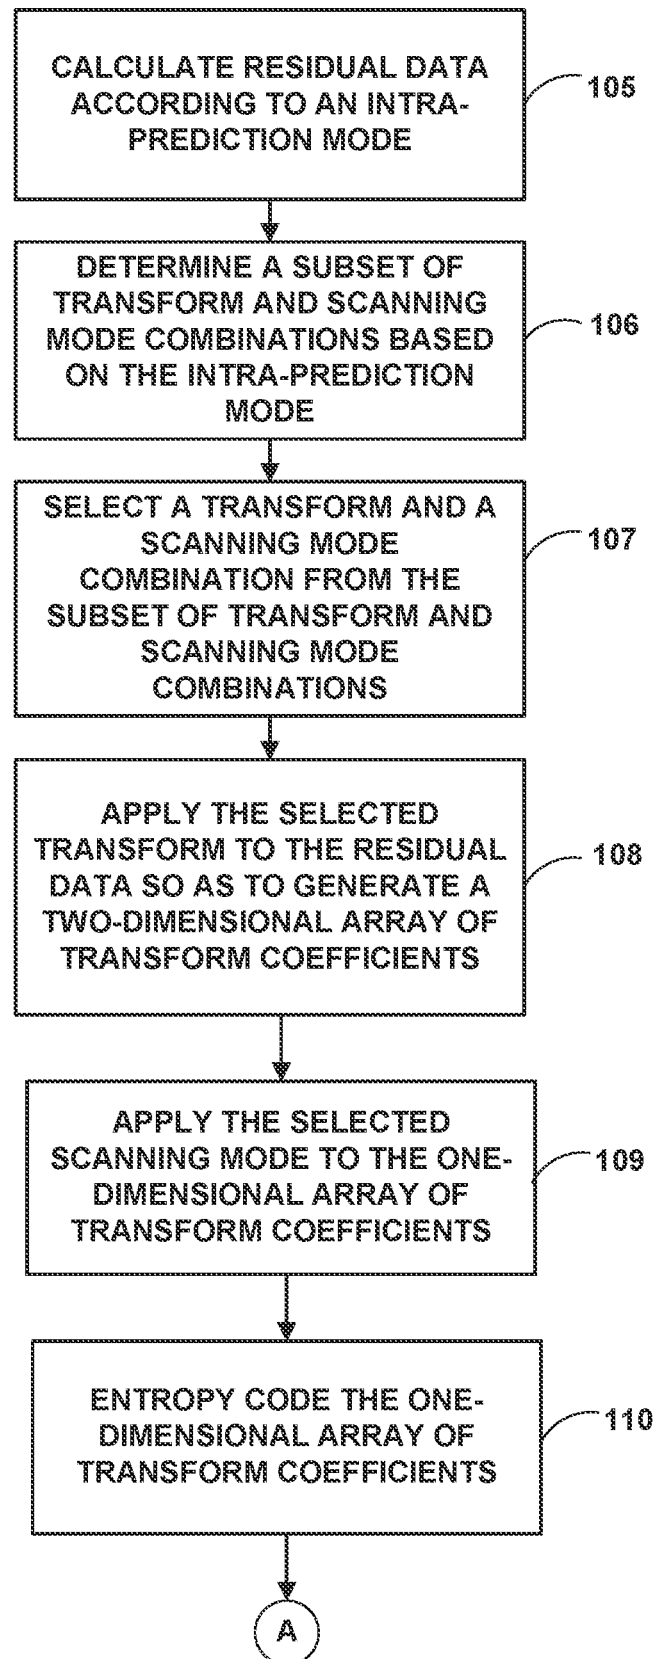 CALCULATE RESIDUAL DATA
ACCORDING TO AN INTRA-
PREDICTION MODE
105
DETERMINE A SUBSET OF
TRANSFORM AND SCANNING
MODE COMBINATIONS BASED
ON THE INTRA-PREDICTION
MODE
106
SELECT A TRANSFORM AND A
SCANNING MODE
COMBINATION FROM THE
SUBSET OF TRANSFORM AND
SCANNING MODE
COMBINATIONS
107
APPLY THE SELECTED
TRANSFORM TO THE RESIDUAL
DATA SO AS TO GENERATE A
TWO-DIMENSIONAL ARRAY OF
TRANSFORM COEFFICIENTS
108
APPLY THE SELECTED
SCANNING MODE TO THE ONE-
DIMENSIONAL ARRAY OF
TRANSFORM COEFFICIENTS
109
ENTROPY CODE THE ONE-
DIMENSIONAL ARRAY OF
TRANSFORM COEFFICIENTS
110
A